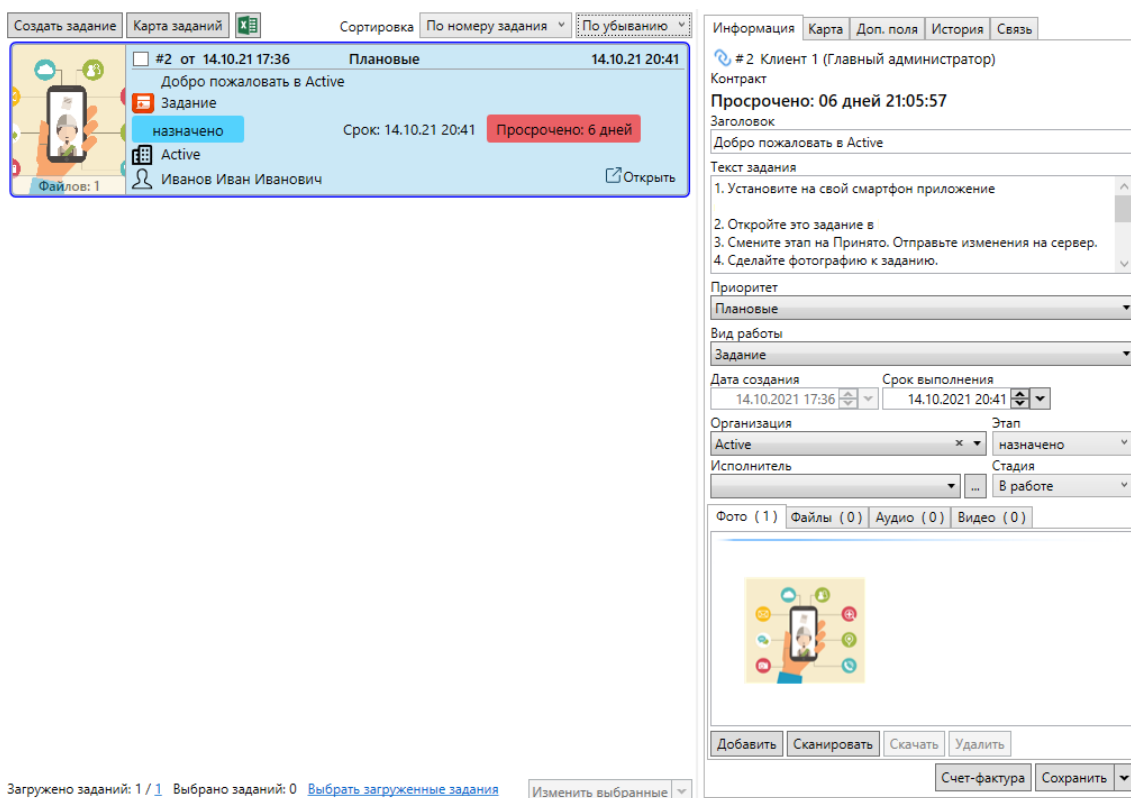 Создать задание Карта заданий Сортировка По номеру задания По убыванию
#2 от 14.10.21 17:36 Плановые 14.10.21 20:41
Добро пожаловать в Active
Задание
назначено Срок: 14.10.21 20:41 Просрочено: 6 дней
Active
Файлов: 1 Иванов Иван Иванович Открыть
Загружено заданий: 1 / 1 Выбрано заданий: 0 Выбрать загруженные задания Изменить выбранные
Информация Карта Доп. поля История Связь
#2 Клиент 1 (Главный администратор)
Контракт
Просрочено: 06 дней 21:05:57
Заголовок
Добро пожаловать в Active
Текст задания
1. Установите на свой смартфон приложение
2. Откройте это задание в
3. Смените этап на Принято. Отправьте изменения на сервер.
4. Сделайте фотографию к заданию.
Приоритет
Плановые
Вид работы
Задание
Дата создания Срок выполнения
14.10.2021 17:36 14.10.2021 20:41
Организация Этап
Active × назначено
Исполнитель Стадия
... В работе
Фото (1) Файлы (0) Аудио (0) Видео (0)
Добавить Сканировать Скачать Удалить
Счет-фактура Сохранить